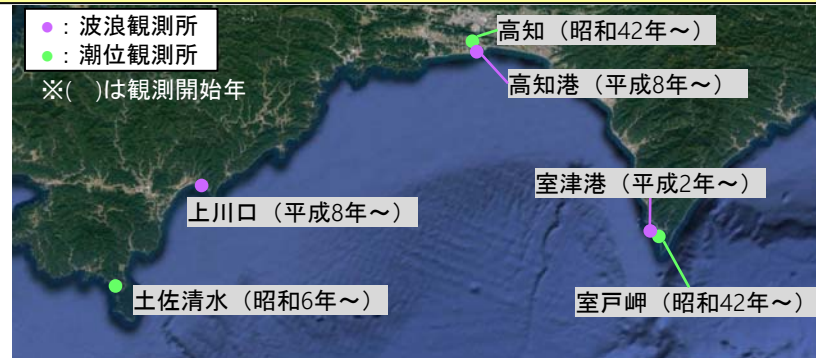 ●：波浪観測所
●：潮位観測所
※(　)は観測開始年
高知（昭和42年～）
高知港（平成8年～）
室津港（平成2年～）
上川口（平成8年～）
土佐清水（昭和6年～）
室戸岬（昭和42年～）